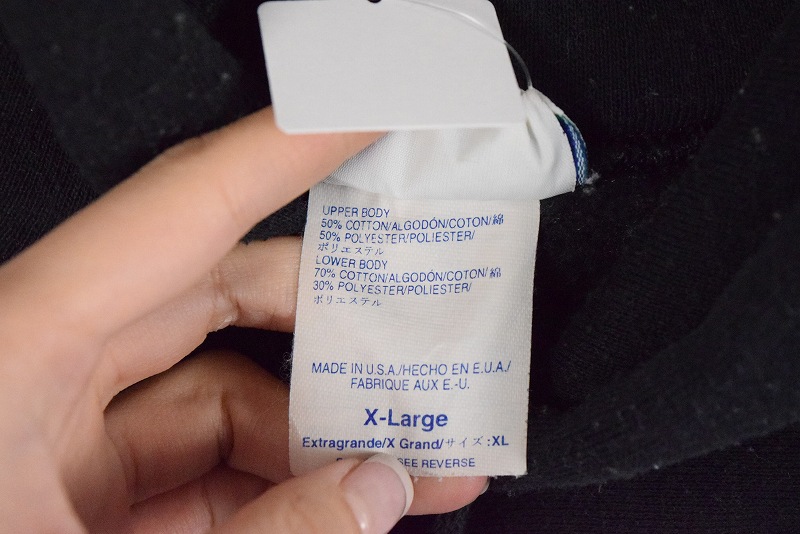 UPPER BODY
50% COTTON/ALGODÓN/COTON/綿
50% POLYESTER/POLIESTER/
ポリエステル
LOWER BODY
70% COTTON/ALGODÓN/COTON/綿
30% POLYESTER/POLIESTER/
ポリエステル
MADE IN U.S.A./HECHO EN E.U.A./
FABRIQUE AUX E.-U.
X-Large
Extragrande/X Grand/サイズ:XL
SEE REVERSE